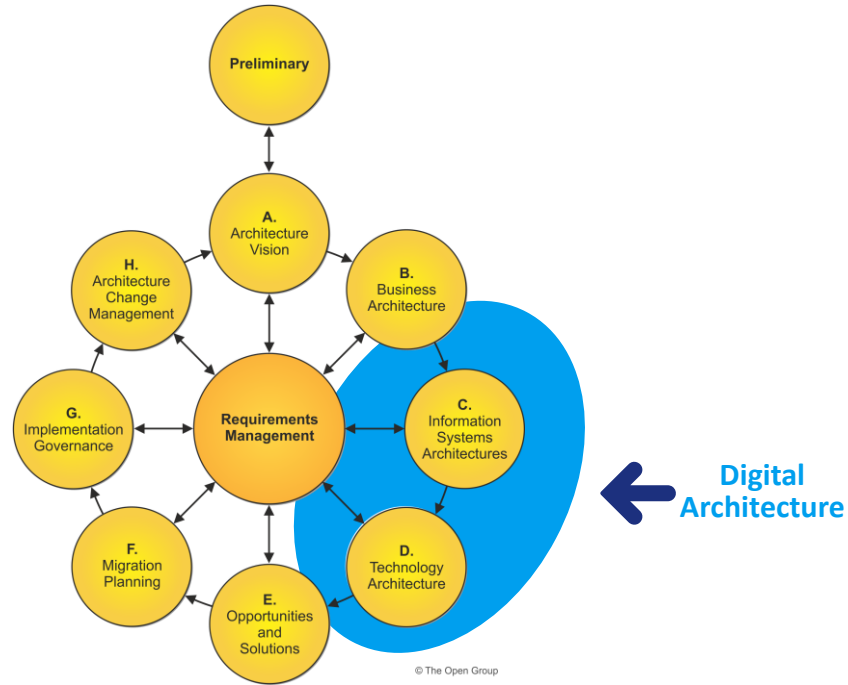 Preliminary
A.
Architecture
Vision
B.
Business
Architecture
C.
Information
Systems
Architectures
D.
Technology
Architecture
E.
Opportunities
and
Solutions
F.
Migration
Planning
G.
Implementation
Governance
H.
Architecture
Change
Management
Requirements
Management
Digital
Architecture
© The Open Group